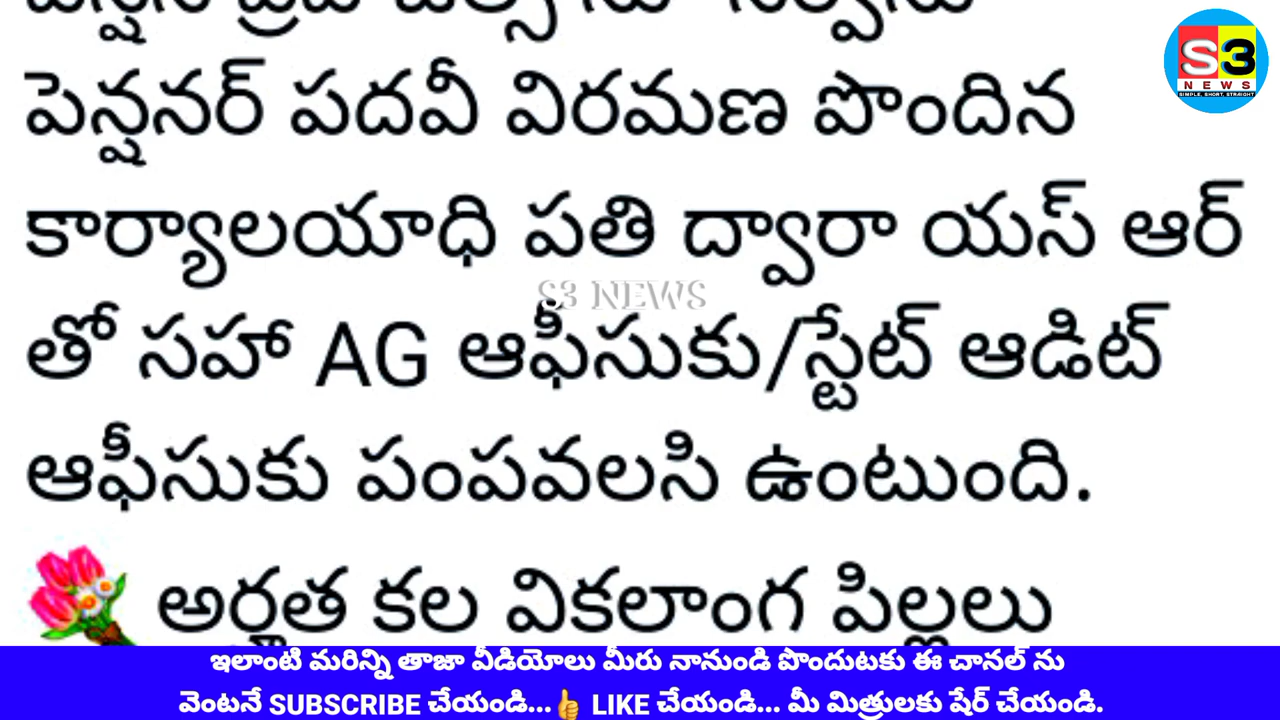 పెన్షనర్ పదవీ విరమణ పొందిన
కార్యాలయాధి పతి ద్వారా యస్ ఆర్
తో సహా AG ఆఫీసుకు/స్టేట్ ఆడిట్
ఆఫీసుకు పంపవలసి ఉంటుంది.
అర్హత కల వికలాంగ పిల్లలు
S3 NEWS
S3
NEWS
SIMPLE, SHORT, STRAIGHT
ఇలాంటి మరిన్ని తాజా వీడియోలు మీరు నానుండి పొందుటకు ఈ చానల్ ను
వెంటనే SUBSCRIBE చేయండి...👍 LIKE చేయండి... మీ మిత్రులకు షేర్ చేయండి.